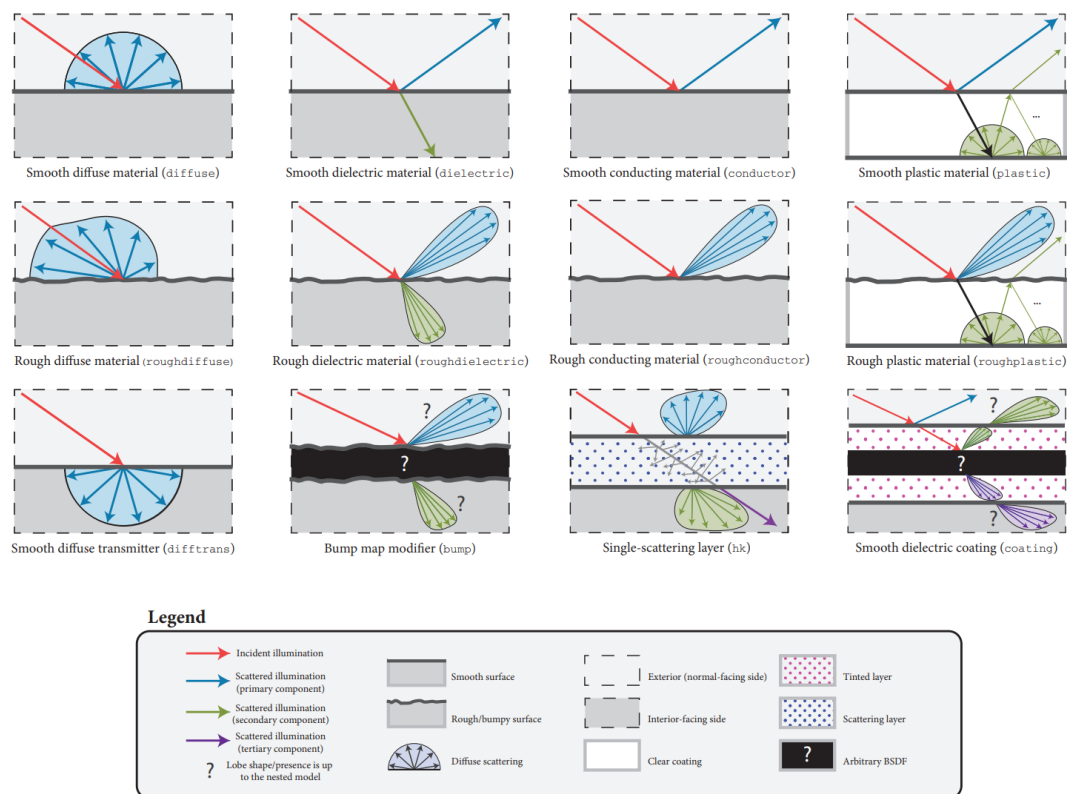 ...
Smooth diffuse material (diffuse)
Smooth dielectric material (dielectric)
Smooth conducting material (conductor)
Smooth plastic material (plastic)
...
Rough diffuse material (roughdiffuse)
Rough dielectric material (roughdielectric)
Rough conducting material (roughconductor)
Rough plastic material (roughplastic)
?
?
?
Smooth diffuse transmitter (difftrans)
Bump map modifier (bump)
Single-scattering layer (hk)
?
?
?
Smooth dielectric coating (coating)
Legend
Incident illumination
Scattered illumination
(primary component)
Scattered illumination
(secondary component)
Scattered illumination
(tertiary component)
? Lobe shape/presence is up
to the nested model
Smooth surface
Rough/bumpy surface
Diffuse scattering
Exterior (normal-facing side)
Interior-facing side
Clear coating
Tinted layer
Scattering layer
? Arbitrary BSDF